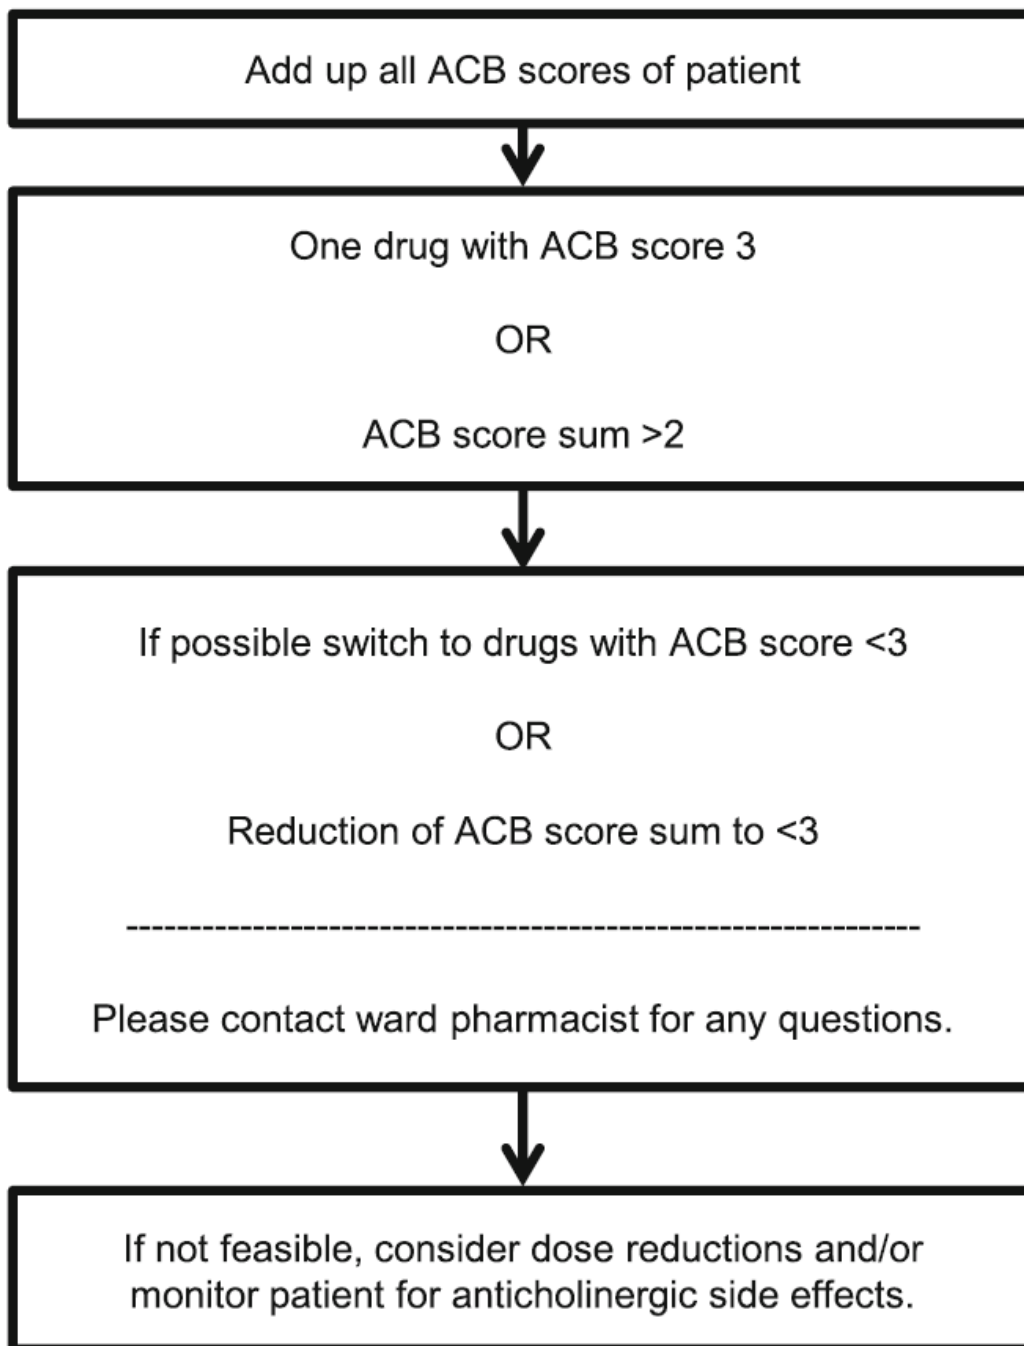 Add up all ACB scores of patient
One drug with ACB score 3
OR
ACB score sum >2
If possible switch to drugs with ACB score <3
OR
Reduction of ACB score sum to <3
--------------------------------------------------------------
Please contact ward pharmacist for any questions.
If not feasible, consider dose reductions and/or
monitor patient for anticholinergic side effects.